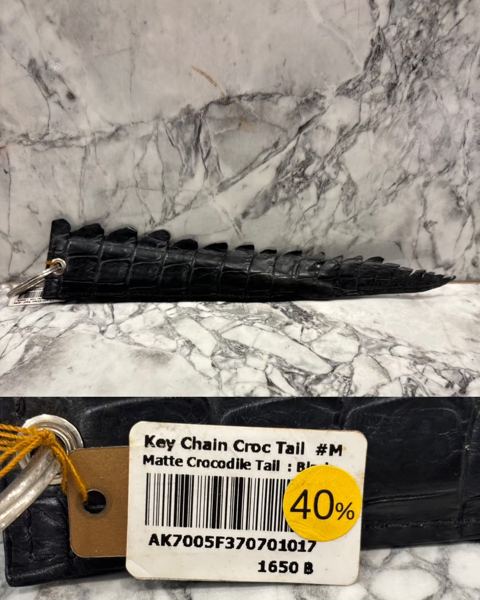 Key Chain Croc Tail #M
Matte Crocodile Tail :
40%
AK7005F370701017
1650 B